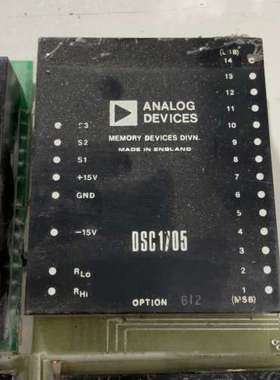 (LSB)
14
13
ANALOG
DEVICES
12
11
S3
10
MEMORY DEVICES DIVN.
S2
9
MADE IN ENGLAND
S1
8
+15V
7
GND
6
5
-15V
4
DSC1705
3
RLo
2
RHi
1
OPTION 612
(MSB)